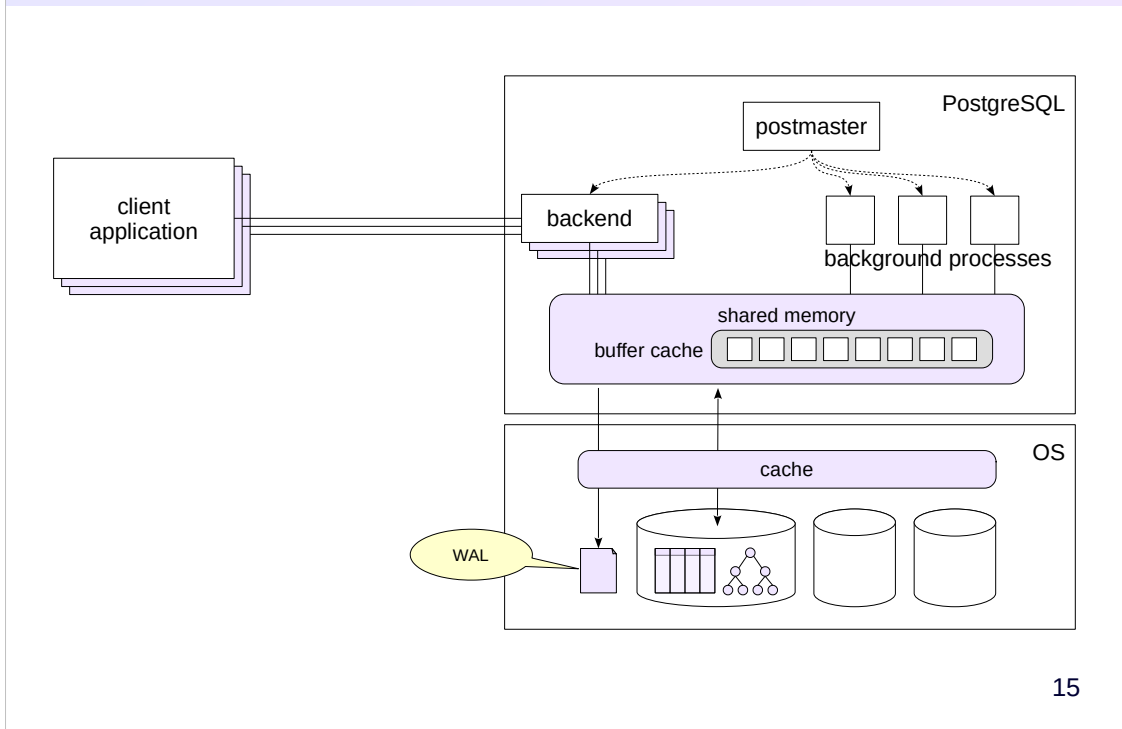 PostgreSQL
postmaster
client
application
backend
background processes
shared memory
buffer cache
OS
cache
WAL
15